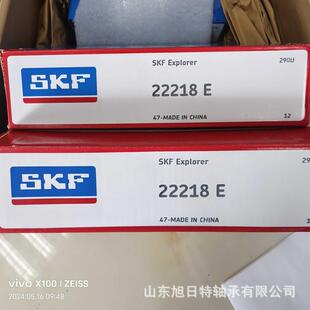 SKF
SKF Explorer
290U
22218 E
47-MADE IN CHINA
12
SKF
SKF Explorer
29
22218 E
47-MADE IN CHINA
vivo X100 | ZEISS
2024.05.16 09:48
山东旭日特轴承有限公司